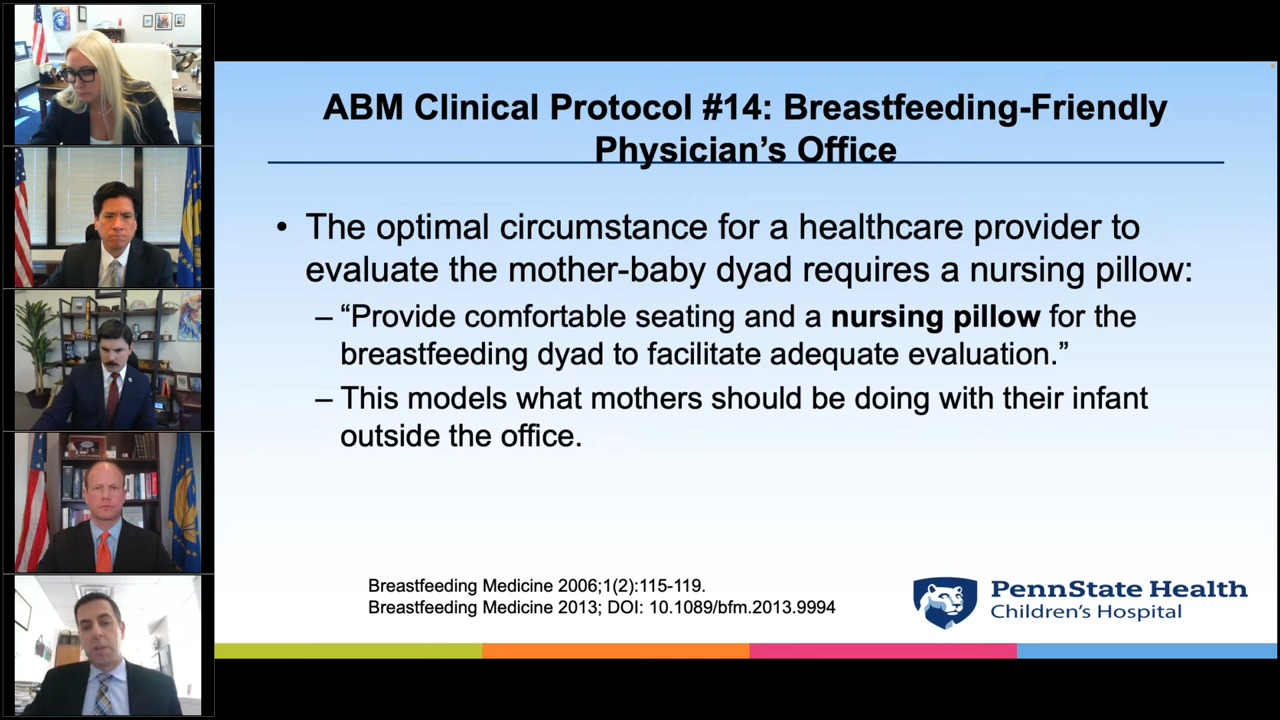 ABM Clinical Protocol #14: Breastfeeding-Friendly
Physician’s Office
• The optimal circumstance for a healthcare provider to
evaluate the mother-baby dyad requires a nursing pillow:
– “Provide comfortable seating and a nursing pillow for the
breastfeeding dyad to facilitate adequate evaluation.”
– This models what mothers should be doing with their infant
outside the office.
Breastfeeding Medicine 2006;1(2):115-119.
Breastfeeding Medicine 2013; DOI: 10.1089/bfm.2013.9994
PennState Health
Children’s Hospital